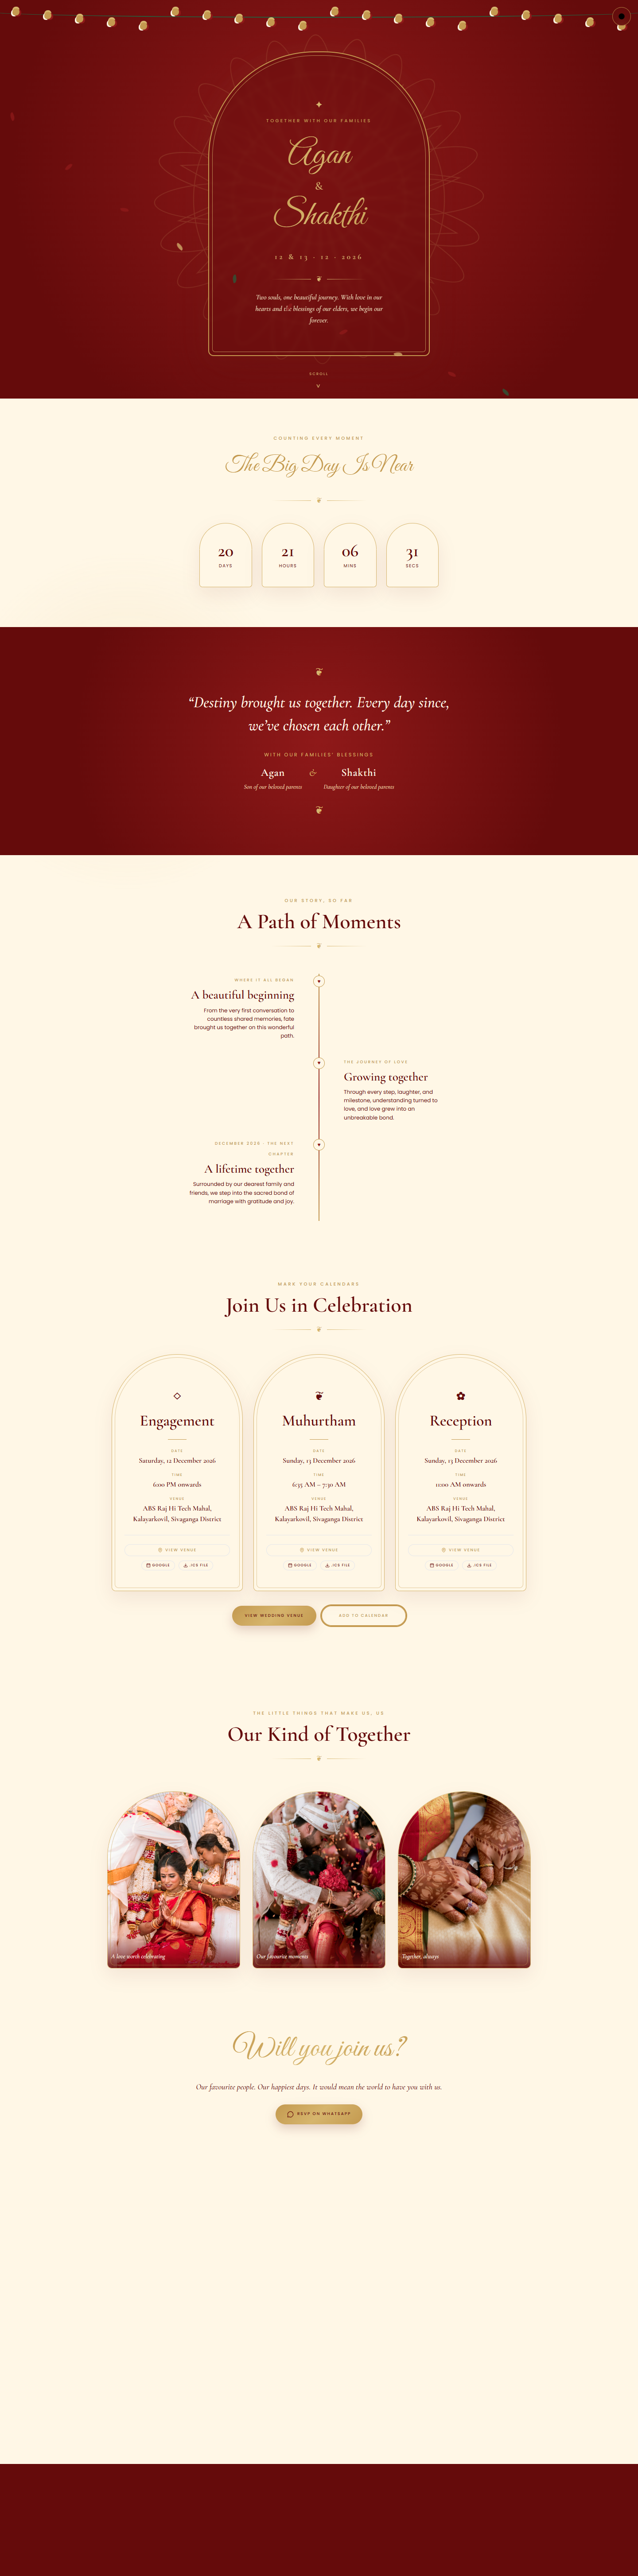 TOGETHER WITH OUR FAMILIES
Agan
&
Shakthi
12 & 13 · 12 · 2026
Two souls, one beautiful journey. With love in our
hearts and the blessings of our elders, we begin our
forever.
SCROLL
COUNTING EVERY MOMENT
The Big Day Is Near
20
DAYS
21
HOURS
06
MINS
31
SECS
“Destiny brought us together. Every day since,
we’ve chosen each other.”
WITH OUR FAMILIES’ BLESSINGS
Agan
Son of our beloved parents
&
Shakthi
Daughter of our beloved parents
OUR STORY, SO FAR
A Path of Moments
WHERE IT ALL BEGAN
A beautiful beginning
From the very first conversation to
countless shared memories, fate
brought us together on this wonderful
path.
THE JOURNEY OF LOVE
Growing together
Through every step, laughter, and
milestone, understanding turned to
love, and love grew into an
unbreakable bond.
DECEMBER 2026 · THE NEXT
CHAPTER
A lifetime together
Surrounded by our dearest family and
friends, we step into the sacred bond of
marriage with gratitude and joy.
MARK YOUR CALENDARS
Join Us in Celebration
Engagement
DATE
Saturday, 12 December 2026
TIME
6:00 PM onwards
VENUE
ABS Raj Hi Tech Mahal,
Kalayarkovil, Sivaganga District
VIEW VENUE
GOOGLE
.ICS FILE
Muhurtham
DATE
Sunday, 13 December 2026
TIME
6:35 AM – 7:30 AM
VENUE
ABS Raj Hi Tech Mahal,
Kalayarkovil, Sivaganga District
VIEW VENUE
GOOGLE
.ICS FILE
Reception
DATE
Sunday, 13 December 2026
TIME
11:00 AM onwards
VENUE
ABS Raj Hi Tech Mahal,
Kalayarkovil, Sivaganga District
VIEW VENUE
GOOGLE
.ICS FILE
VIEW WEDDING VENUE
ADD TO CALENDAR
THE LITTLE THINGS THAT MAKE US, US
Our Kind of Together
A love worth celebrating
Our favourite moments
Together, always
Will you join us?
Our favourite people. Our happiest days. It would mean the world to have you with us.
RSVP ON WHATSAPP